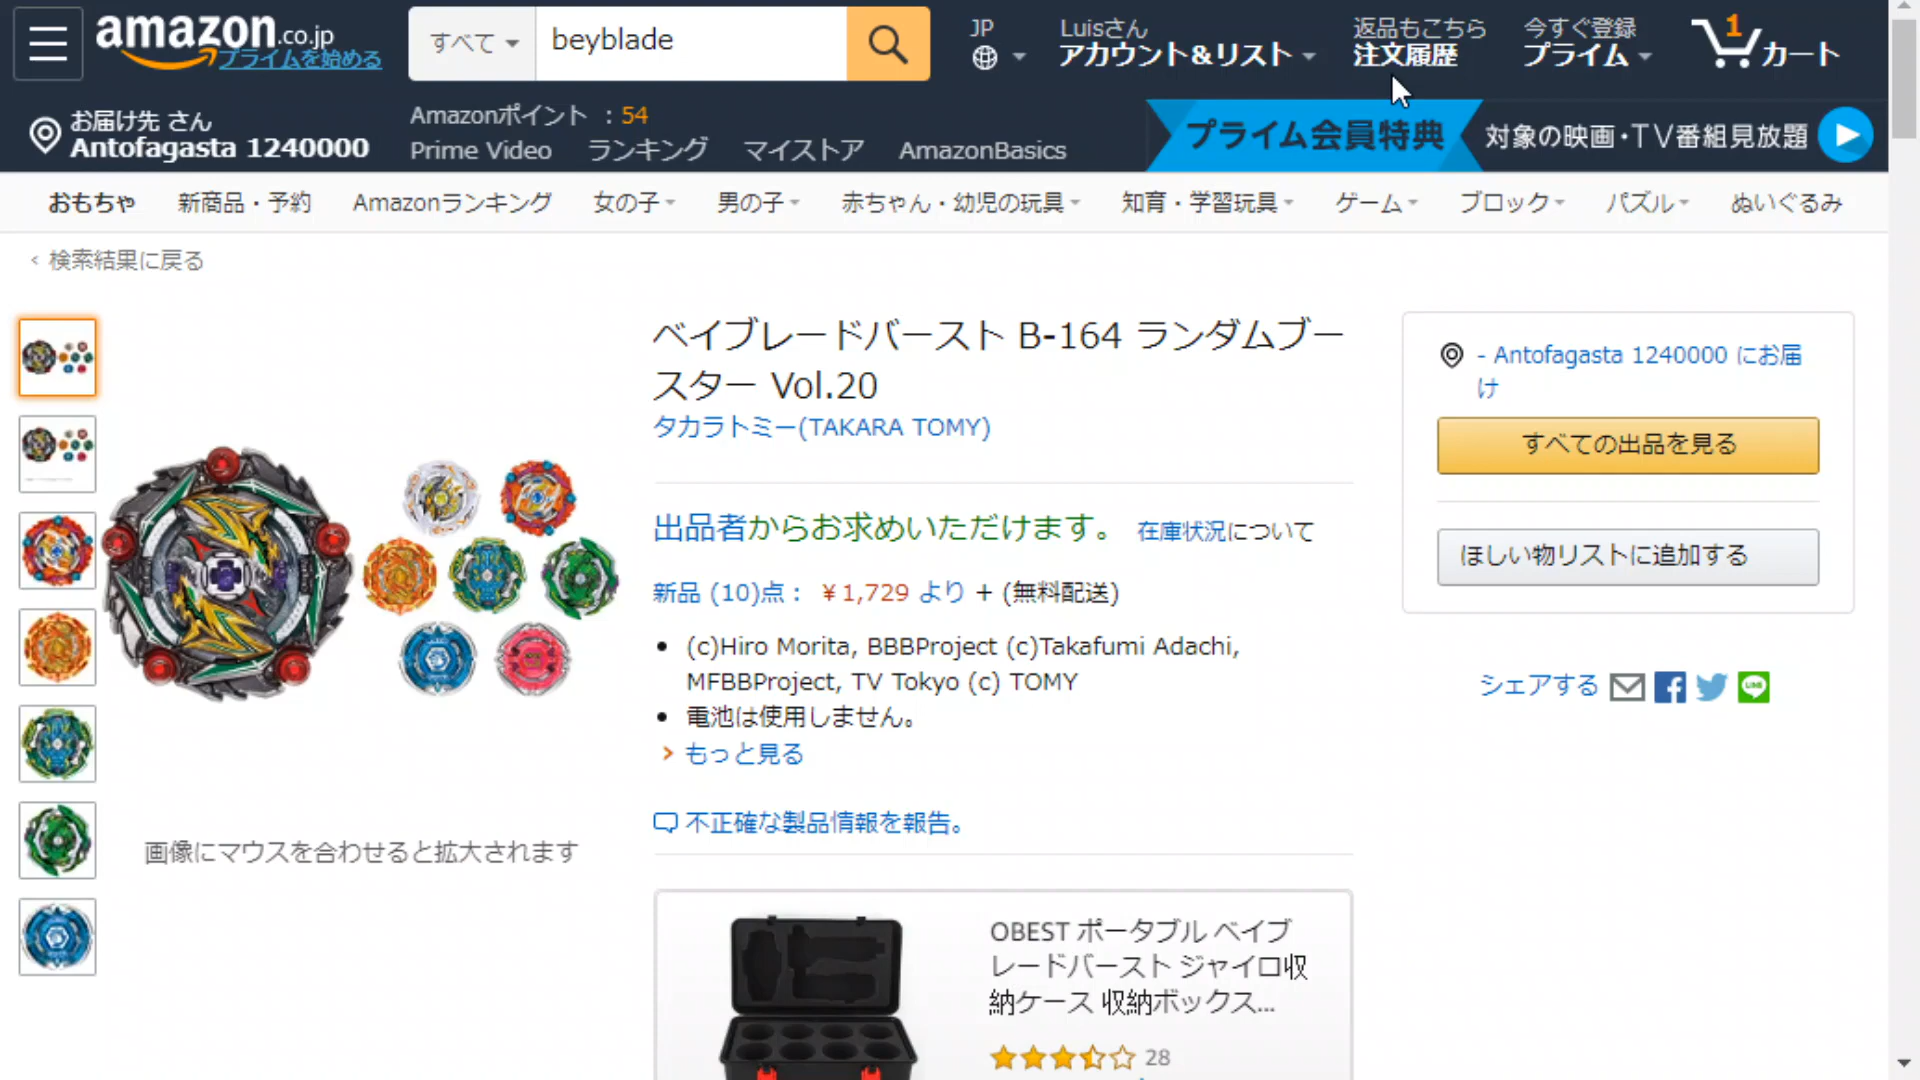 amazon.co.jp
プライムを始める
すべて
beyblade
JP
Luisさん
アカウント&リスト
返品もこちら
注文履歴
今すぐ登録
プライム
1
カート
お届け先 さん
Antofagasta 1240000
Amazonポイント : 54
Prime Video ランキング マイストア AmazonBasics
プライム会員特典
対象の映画・TV番組見放題
おもちゃ 新商品・予約 Amazonランキング 女の子 男の子 赤ちゃん・幼児の玩具 知育・学習玩具 ゲーム ブロック パズル ぬいぐるみ
‹ 検索結果に戻る
ベイブレードバースト B-164 ランダムブー
スター Vol.20
タカラトミー(TAKARA TOMY)
出品者からお求めいただけます。 在庫状況について
新品 (10)点： ￥1,729 より + (無料配送)
(c)Hiro Morita, BBBProject (c)Takafumi Adachi,
MFBBProject, TV Tokyo (c) TOMY
電池は使用しません。
› もっと見る
不正確な製品情報を報告。
画像にマウスを合わせると拡大されます
- Antofagasta 1240000 にお届
け
すべての出品を見る
ほしい物リストに追加する
シェアする
LINE
OBEST ポータブル ベイブ
レードバースト ジャイロ収
納ケース 収納ボックス...
28